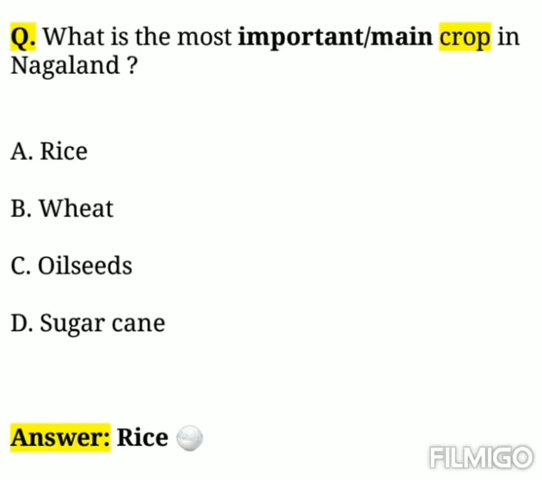 Q. What is the most important/main crop in
Nagaland ?
A. Rice
B. Wheat
C. Oilseeds
D. Sugar cane
Answer: Rice
FILMIGO